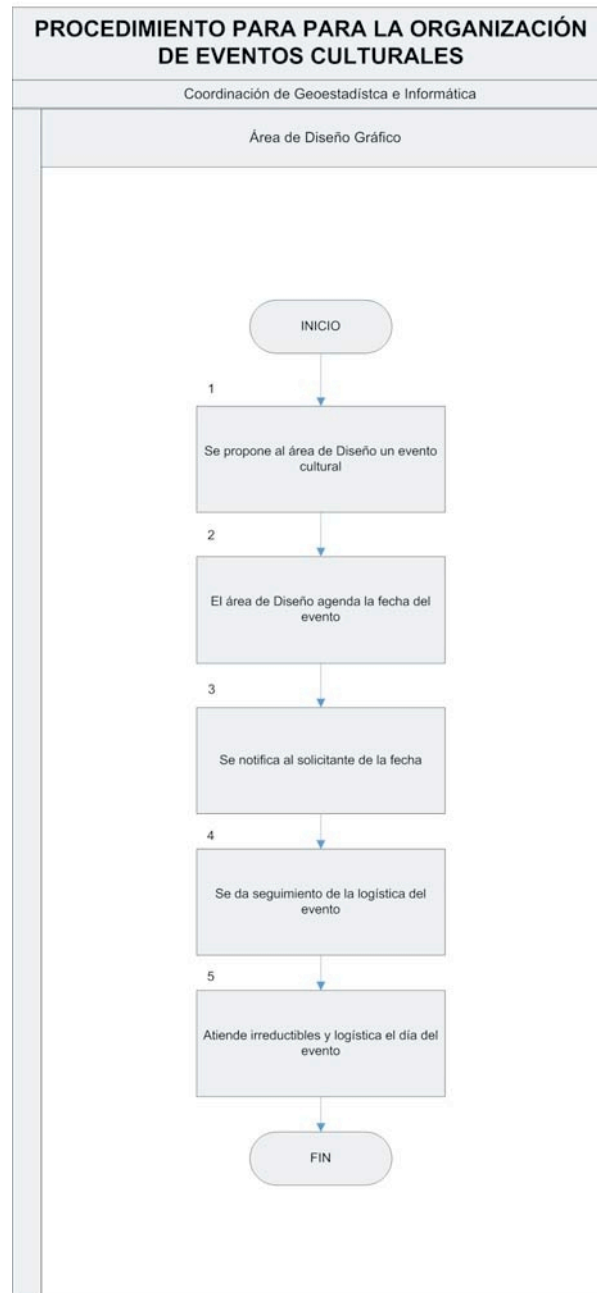 PROCEDIMIENTO PARA PARA LA ORGANIZACIÓN
DE EVENTOS CULTURALES
Coordinación de Geoestadístca e Informática
Área de Diseño Gráfico
INICIO
1
Se propone al área de Diseño un evento
cultural
2
El área de Diseño agenda la fecha del
evento
3
Se notifica al solicitante de la fecha
4
Se da seguimiento de la logística del
evento
5
Atiende irreductibles y logística el día del
evento
FIN